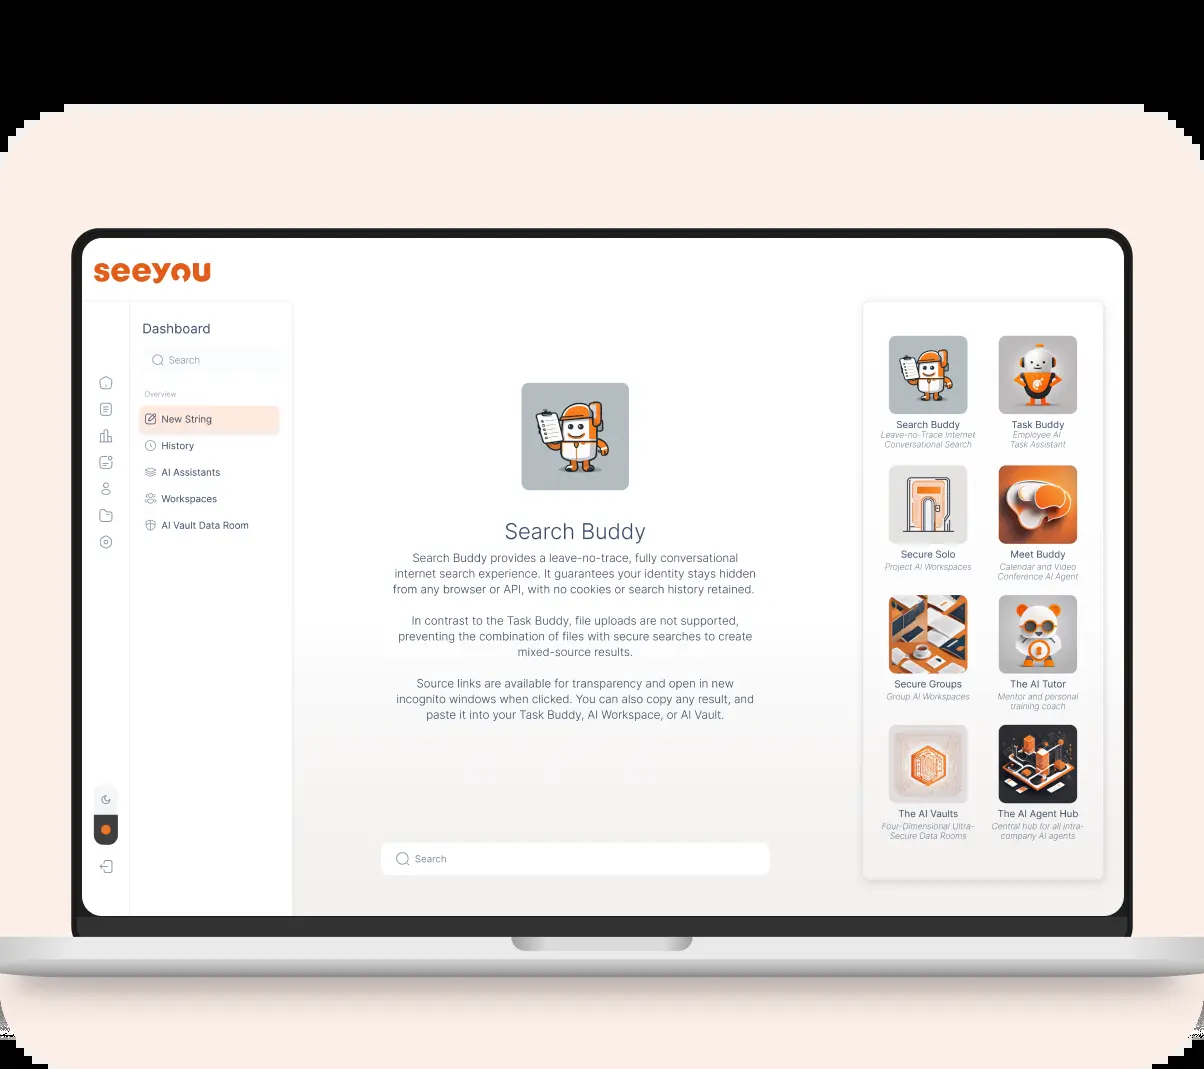 seeyou
Dashboard
Search
Overview
New String
History
AI Assistants
Workspaces
AI Vault Data Room
Search Buddy
Search Buddy provides a leave-no-trace, fully conversational
internet search experience. It guarantees your identity stays hidden
from any browser or API, with no cookies or search history retained.
In contrast to the Task Buddy, file uploads are not supported,
preventing the combination of files with secure searches to create
mixed-source results.
Source links are available for transparency and open in new
incognito windows when clicked. You can also copy any result, and
paste it into your Task Buddy, AI Workspace, or AI Vault.
Search
Search Buddy
Leave-no-Trace Internet
Conversational Search
Task Buddy
Employee AI
Task Assistant
Secure Solo
Project AI Workspaces
Meet Buddy
Calendar and Video
Conference AI Agent
Secure Groups
Group AI Workspaces
The AI Tutor
Mentor and personal
training coach
The AI Vaults
Four-Dimensional Ultra-
Secure Data Rooms
The AI Agent Hub
Central hub for all intra-
company AI agents